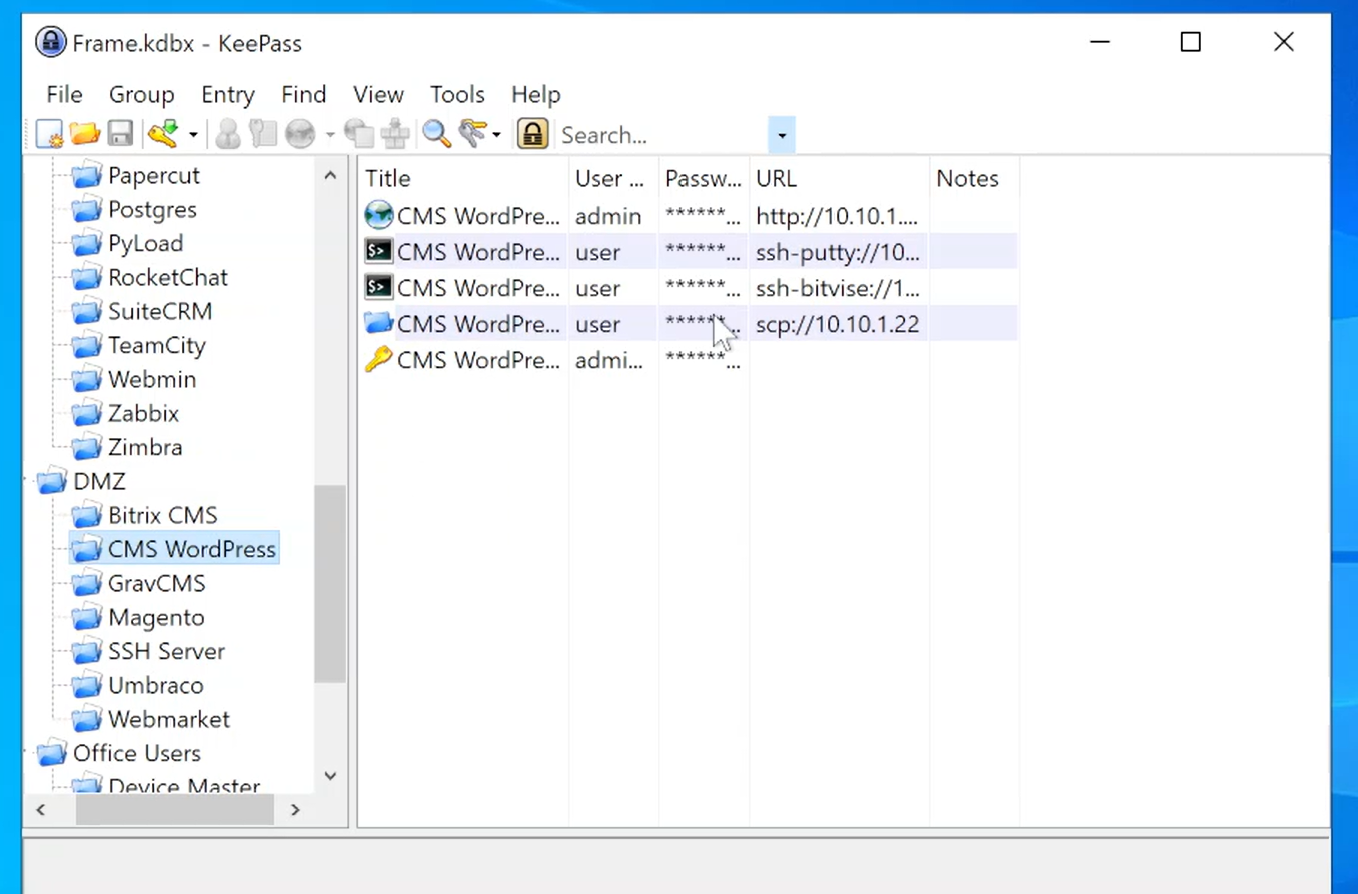 Frame.kdbx - KeePass
File Group Entry Find View Tools Help
Search...
Papercut
Postgres
PyLoad
RocketChat
SuiteCRM
TeamCity
Webmin
Zabbix
Zimbra
DMZ
Bitrix CMS
CMS WordPress
GravCMS
Magento
SSH Server
Umbraco
Webmarket
Office Users
Device Master
Title User ... Passw... URL Notes
CMS WordPre... admin ******... http://10.10.1....
CMS WordPre... user ******... ssh-putty://10...
CMS WordPre... user ******... ssh-bitvise://1...
CMS WordPre... user ******... scp://10.10.1.22
CMS WordPre... admi... ******...